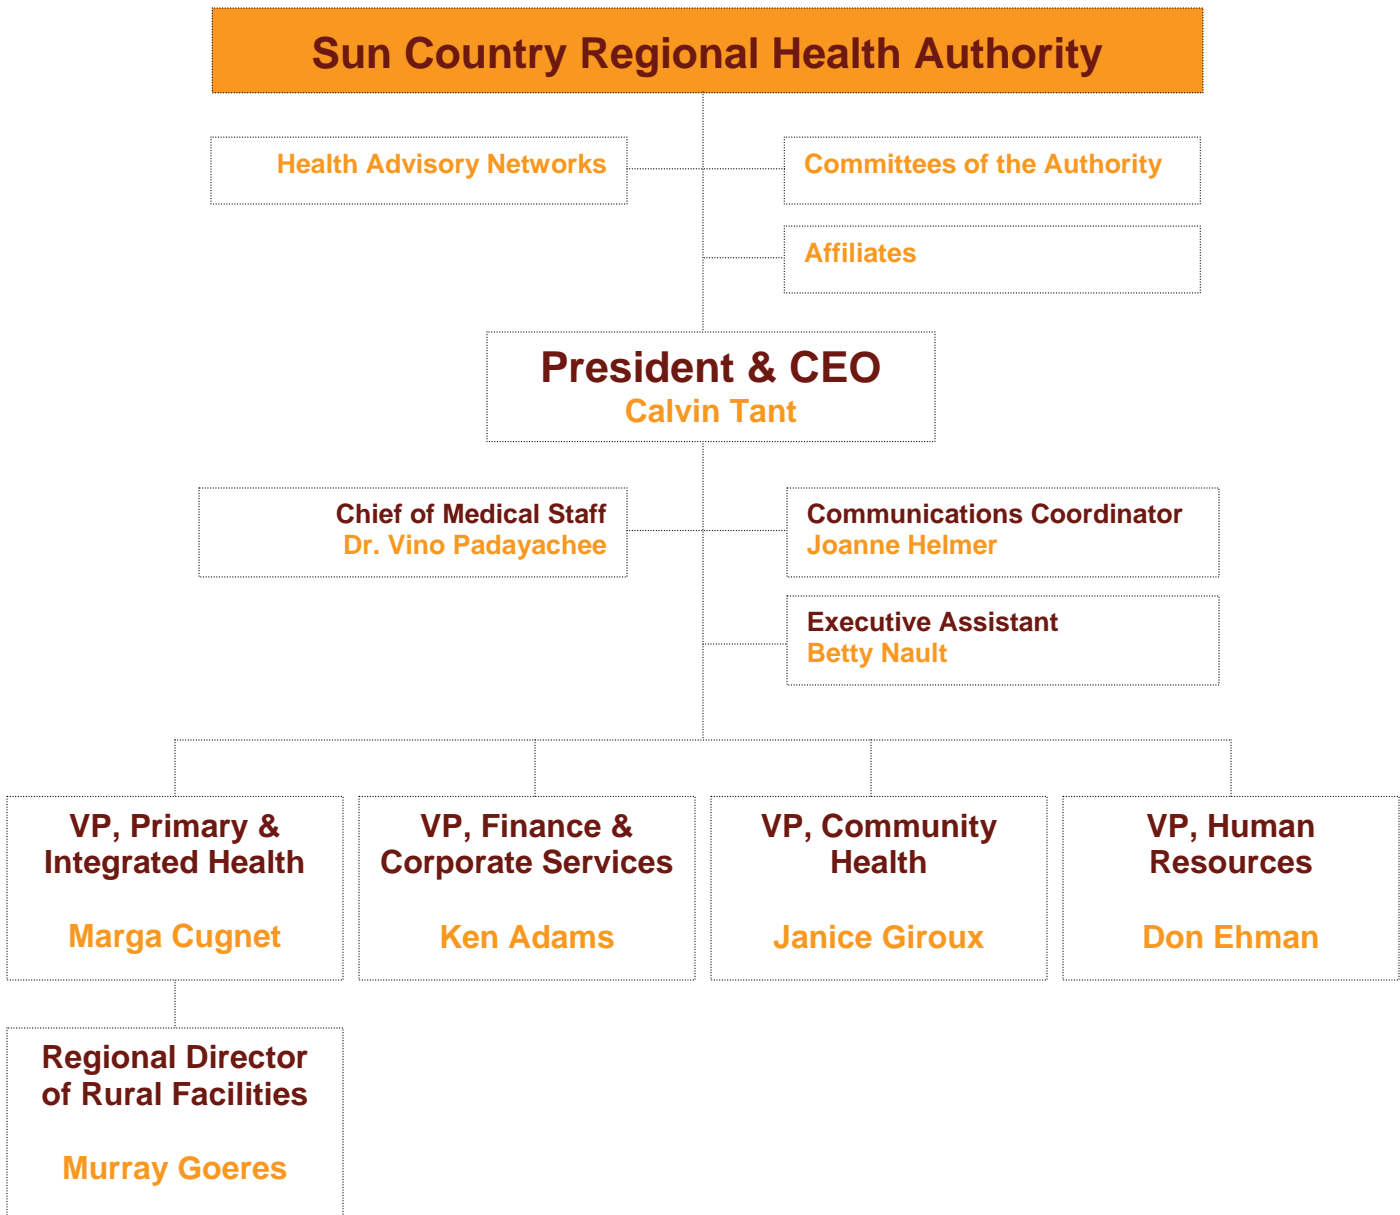 Sun Country Regional Health Authority
Health Advisory Networks
Committees of the Authority
Affiliates
President & CEO
Calvin Tant
Chief of Medical Staff
Dr. Vino Padayachee
Communications Coordinator
Joanne Helmer
Executive Assistant
Betty Nault
VP, Primary &
Integrated Health
Marga Cugnet
VP, Finance &
Corporate Services
Ken Adams
VP, Community
Health
Janice Giroux
VP, Human
Resources
Don Ehman
Regional Director
of Rural Facilities
Murray Goeres